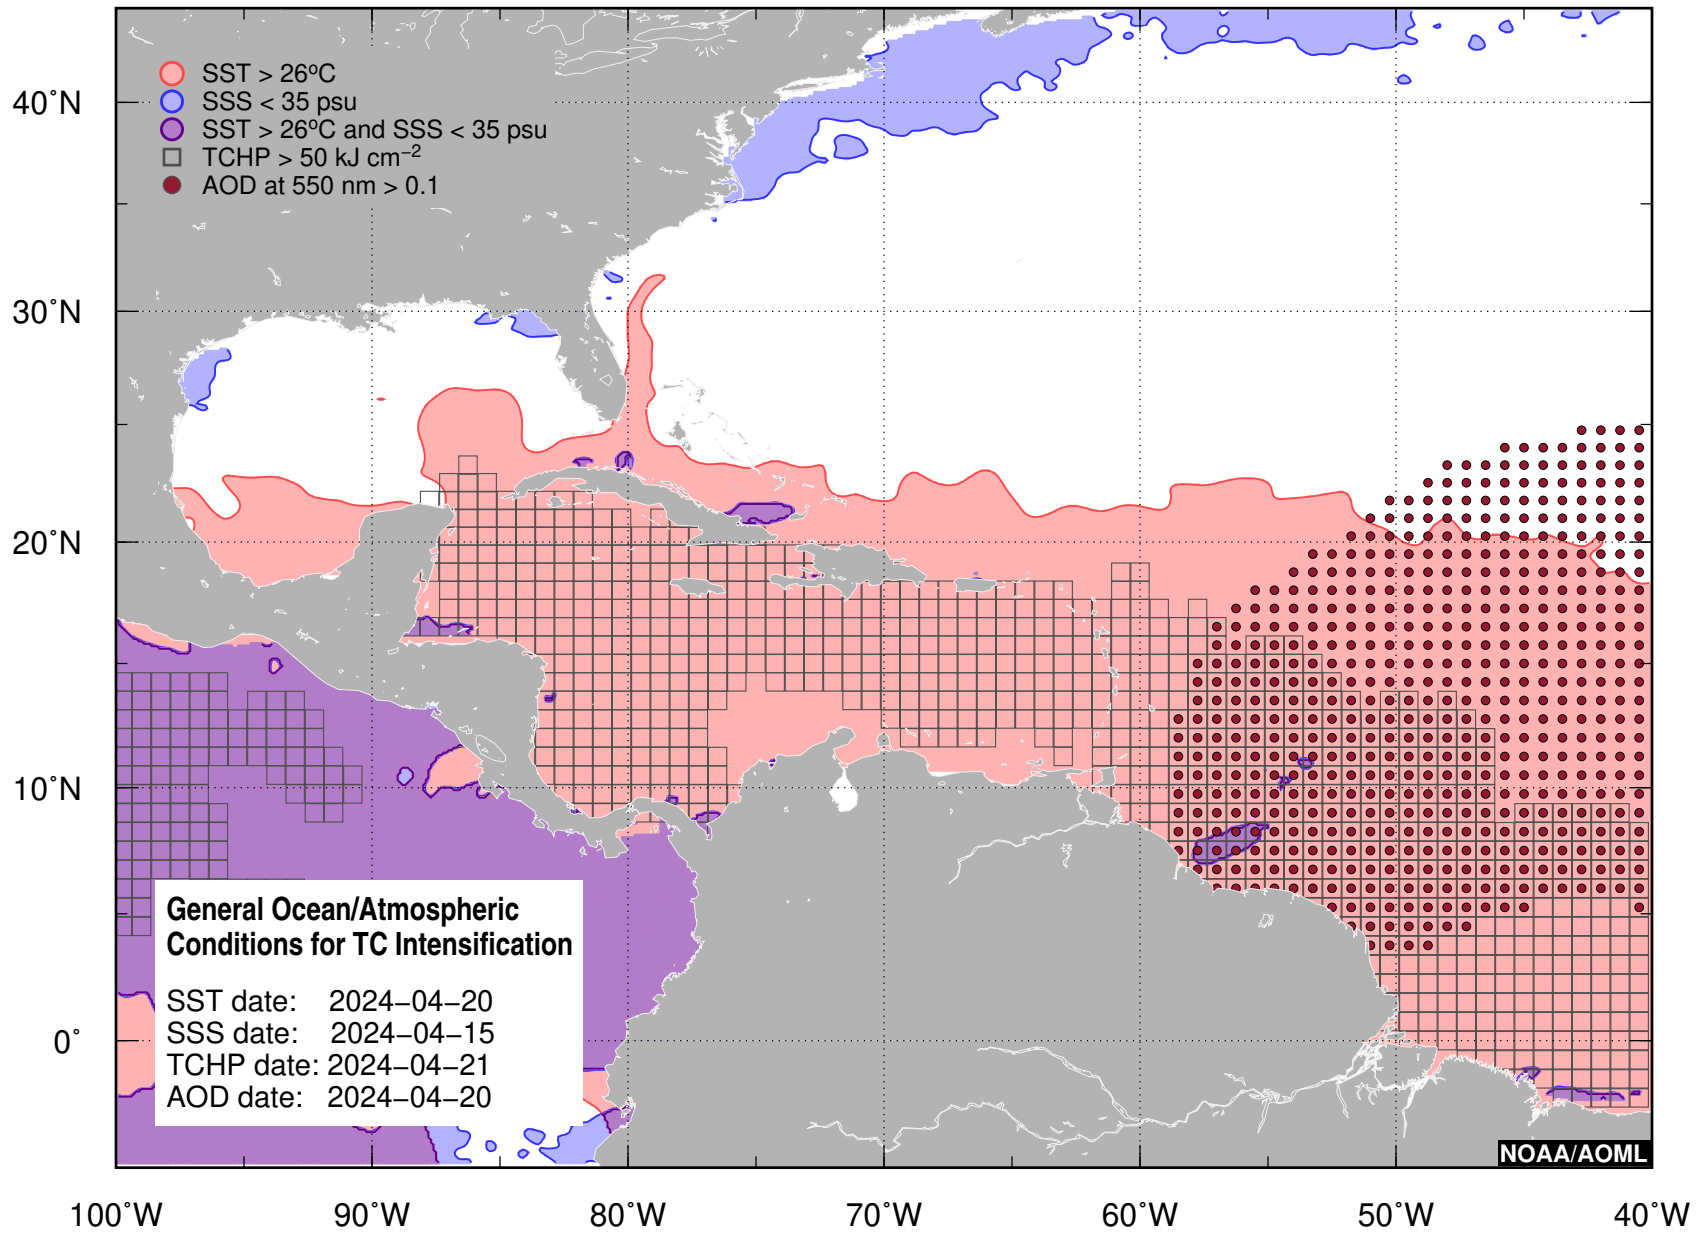 SST > 26°C
SSS < 35 psu
SST > 26°C and SSS < 35 psu
TCHP > 50 kJ cm⁻²
AOD at 550 nm > 0.1
40˚N
30˚N
20˚N
10˚N
0˚
General Ocean/Atmospheric
Conditions for TC Intensification
SST date: 2024−04−20
SSS date: 2024−04−15
TCHP date: 2024−04−21
AOD date: 2024−04−20
NOAA/AOML
100˚W 90˚W 80˚W 70˚W 60˚W 50˚W 40˚W